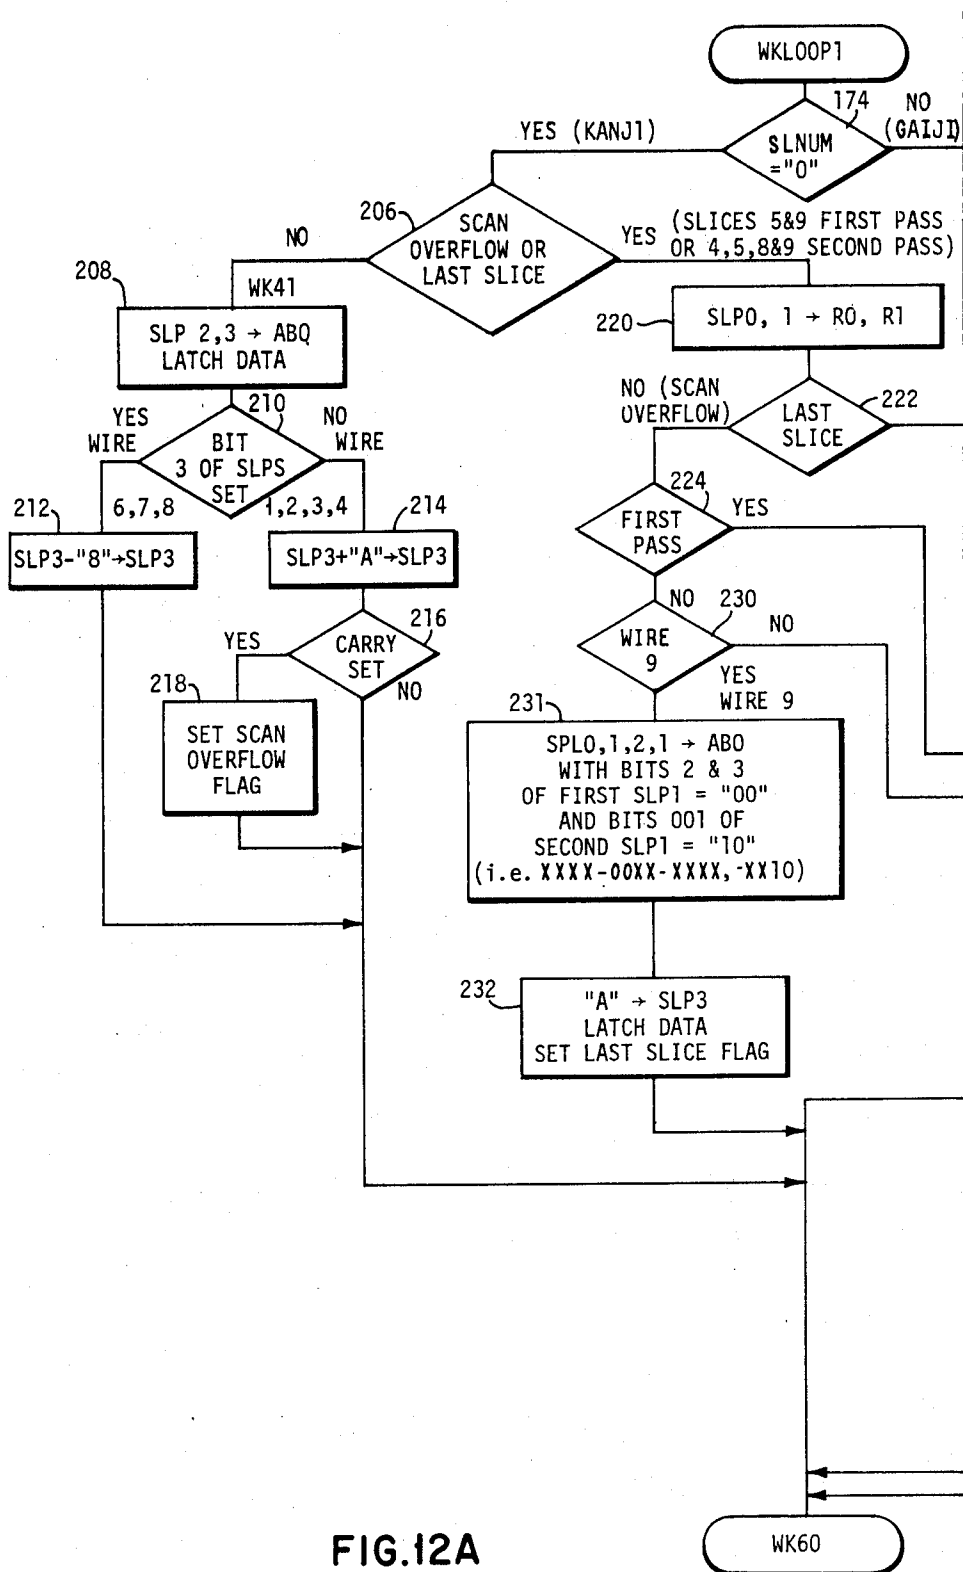 WKLOOP1
174
NO
(GAIJI)
YES (KANJI)
SLNUM
="0"
206
SCAN
OVERFLOW OR
LAST SLICE
NO
YES
(SLICES 5&9 FIRST PASS
OR 4,5,8&9 SECOND PASS)
208
WK41
SLP 2,3 → ABQ
LATCH DATA
220
SLP0, 1 → R0, R1
NO (SCAN
OVERFLOW)
LAST
SLICE
222
YES
WIRE
210
BIT
3 OF SLPS
SET
NO
WIRE
6,7,8
1,2,3,4
212
SLP3-"8"→SLP3
214
SLP3+"A"→SLP3
224
FIRST
PASS
YES
NO
YES
CARRY
SET
216
NO
WIRE
9
230
NO
YES
WIRE 9
218
SET SCAN
OVERFLOW
FLAG
231
SPL0,1,2,1 → ABO
WITH BITS 2 & 3
OF FIRST SLP1 = "00"
AND BITS 001 OF
SECOND SLP1 = "10"
(i.e. XXXX-00XX-XXXX,-XX10)
232
"A" → SLP3
LATCH DATA
SET LAST SLICE FLAG
WK60
FIG.12A